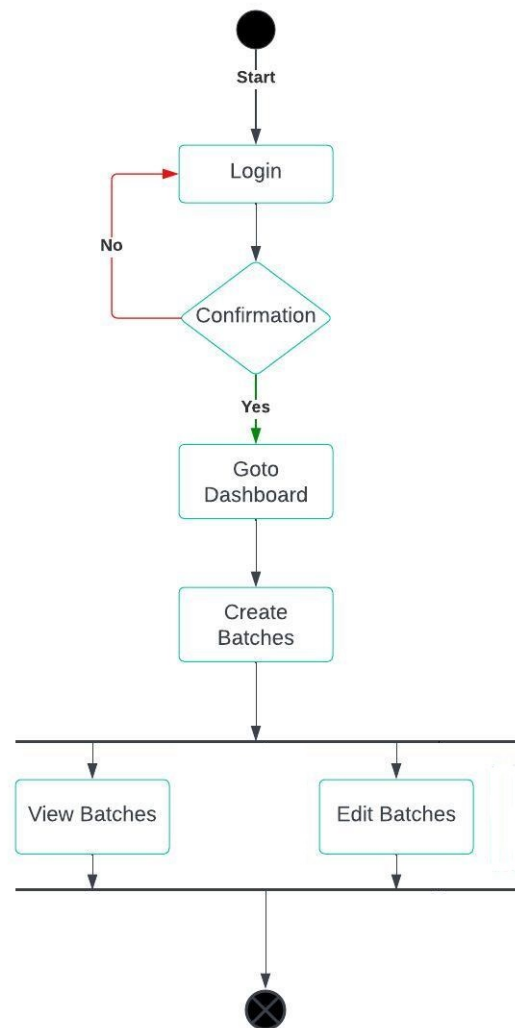 Start
Login
No
Confirmation
Yes
Goto
Dashboard
Create
Batches
View Batches
Edit Batches